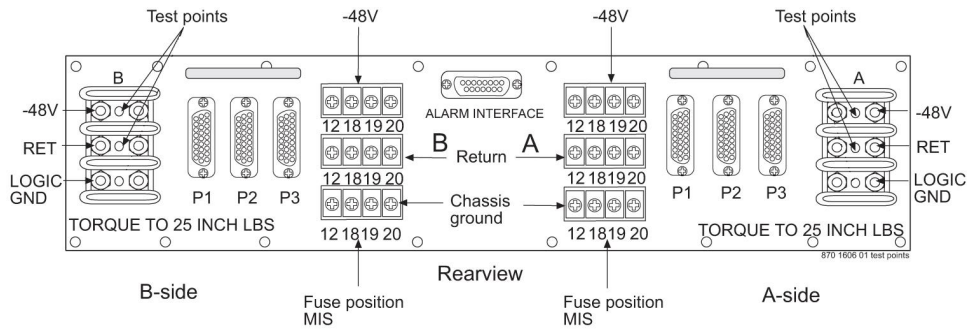 Test points
-48V
-48V
Test points
B
A
-48V
RET
LOGIC
GND
P1 P2 P3
TORQUE TO 25 INCH LBS
12 18 19 20
12 18 19 20
12 18 19 20
ALARM INTERFACE
B Return A
Chassis
ground
12 18 19 20
12 18 19 20
12 18 19 20
P1 P2 P3
-48V
RET
LOGIC
GND
TORQUE TO 25 INCH LBS
870 1606 01 test points
Rearview
B-side
Fuse position
MIS
Fuse position
MIS
A-side